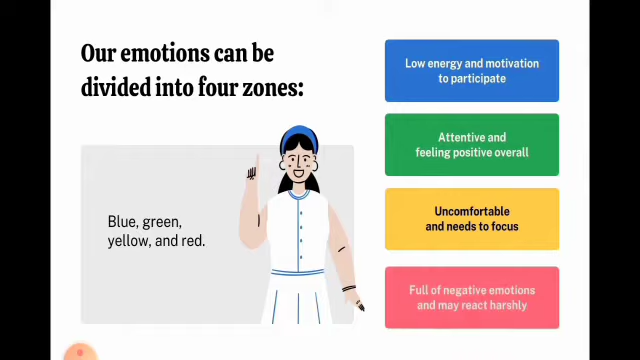 Our emotions can be
divided into four zones:
Blue, green,
yellow, and red.
Low energy and motivation
to participate
Attentive and
feeling positive overall
Uncomfortable
and needs to focus
Full of negative emotions
and may react harshly